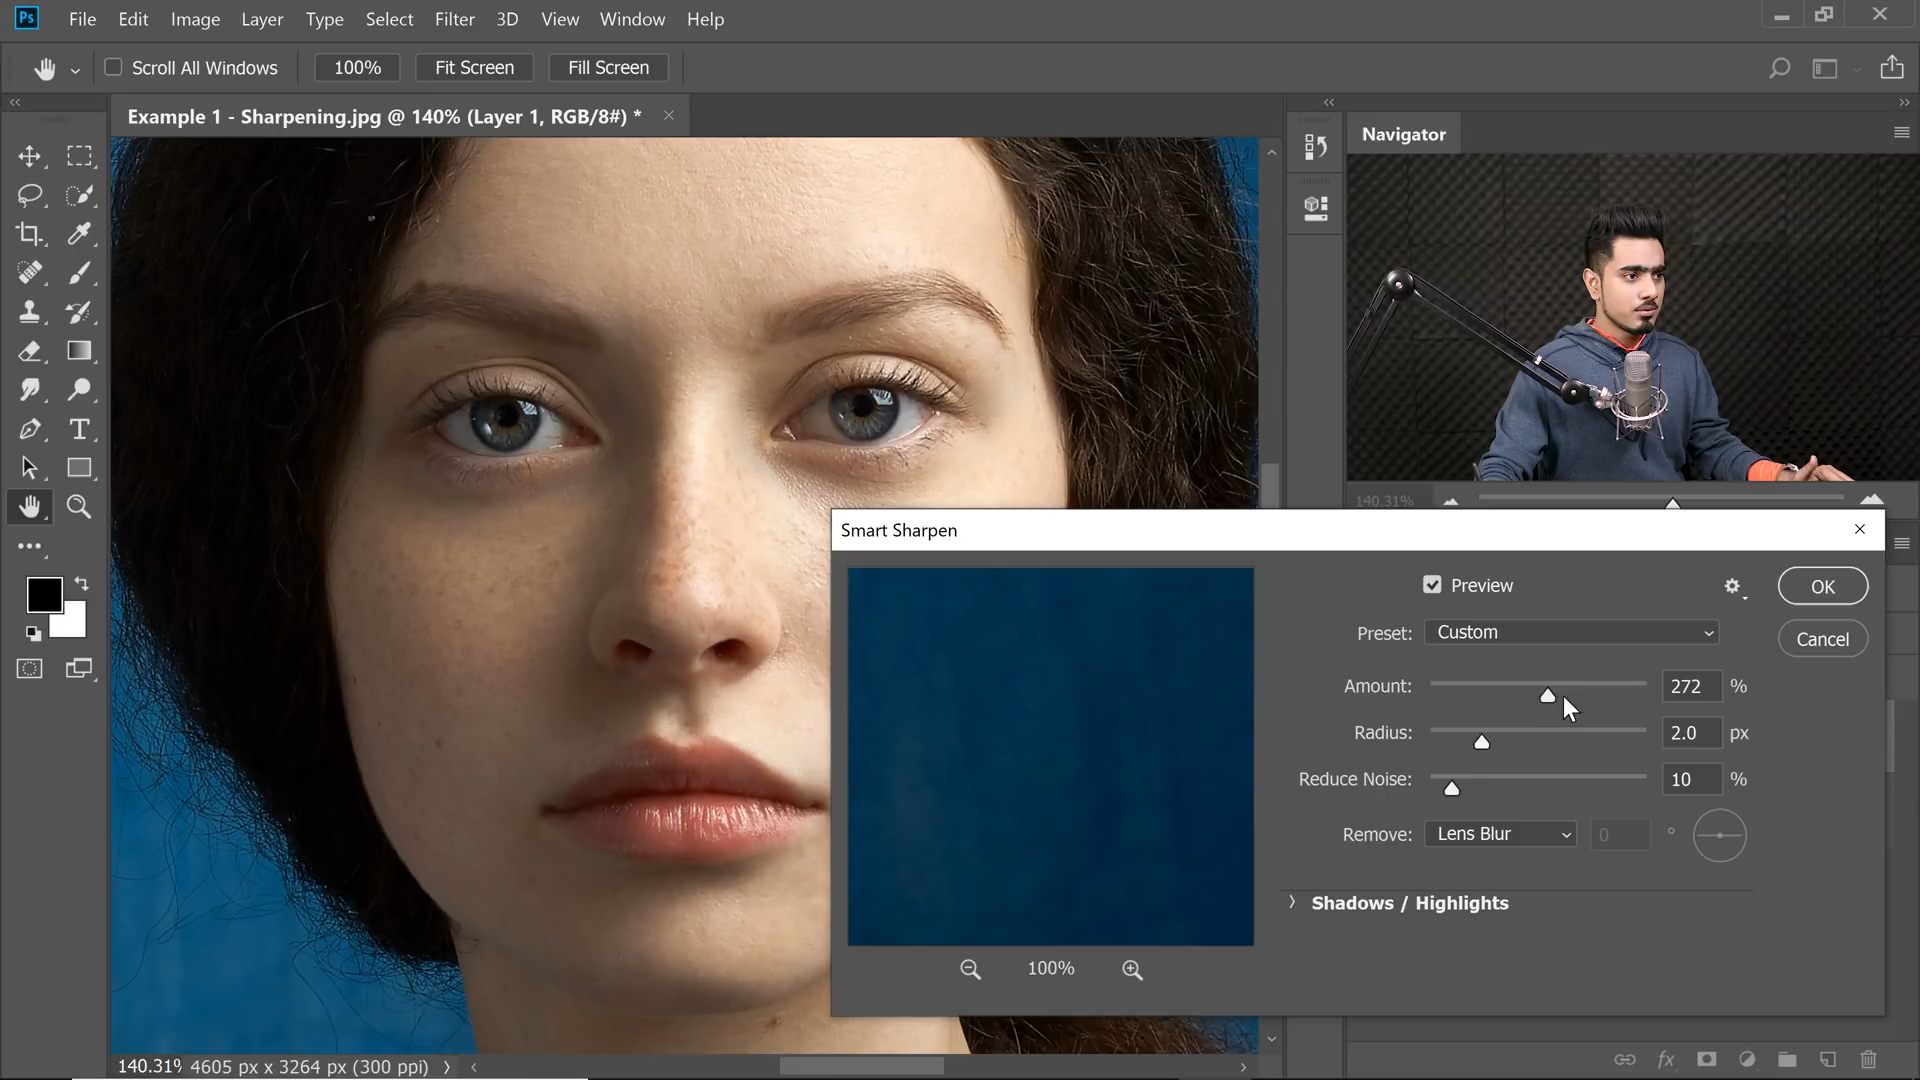 Ps File Edit Image Layer Type Select Filter 3D View Window Help
Scroll All Windows 100% Fit Screen Fill Screen
Example 1 - Sharpening.jpg @ 140% (Layer 1, RGB/8#) *
Navigator
140.31%
Smart Sharpen
Preview
OK
Preset: Custom
Cancel
Amount: 272 %
Radius: 2.0 px
Reduce Noise: 10 %
Remove: Lens Blur 0 °
Shadows / Highlights
100%
T
140.31% 4605 px x 3264 px (300 ppi)
fx